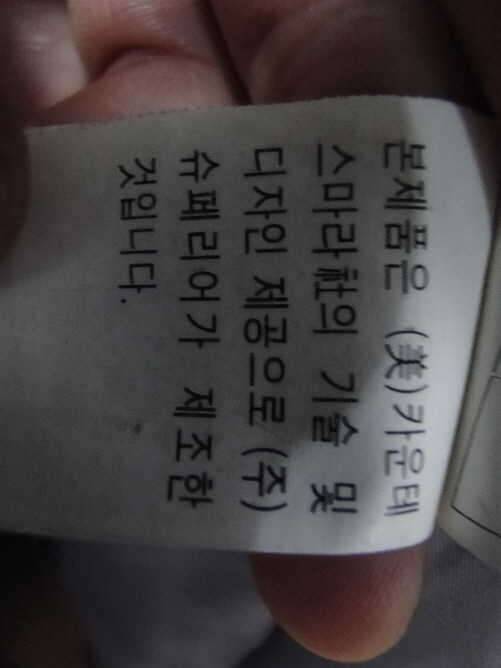 본제품은 (美)카운테
스마라社의 기술 및
디자인 제공으로 (주)
슈페리어가 제조한
것입니다.